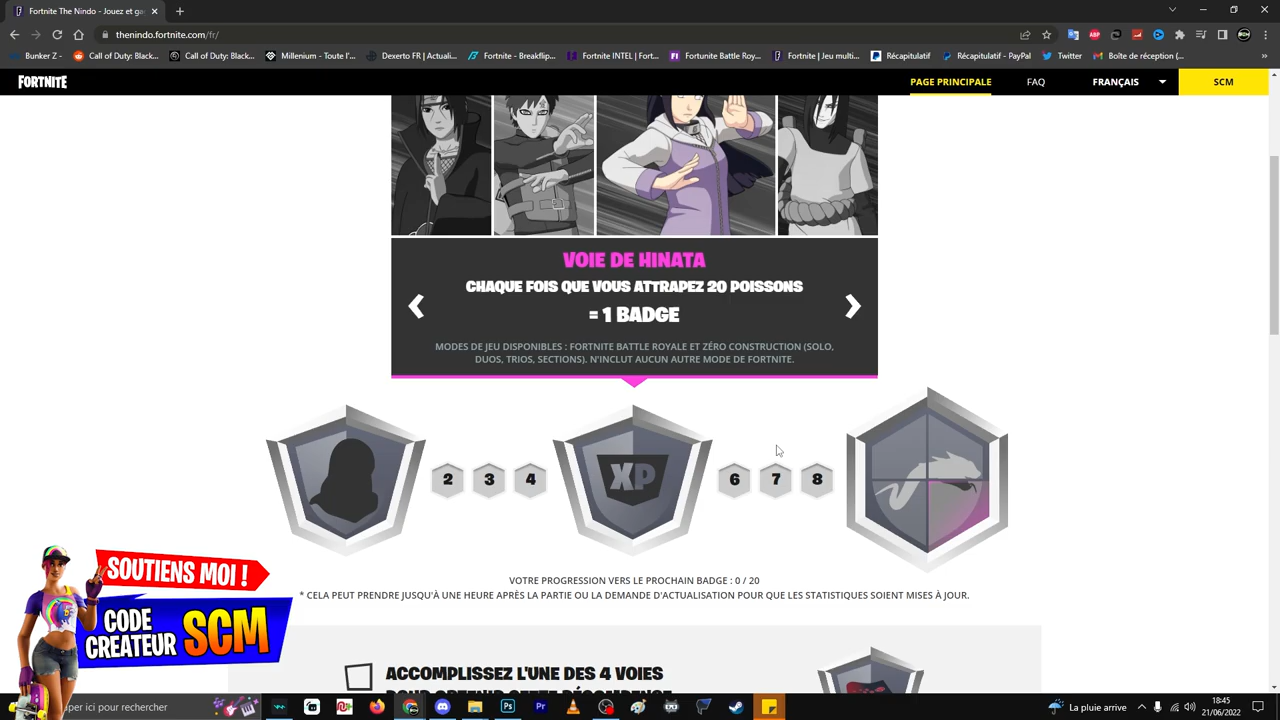 Fortnite - Jouez ga
thenindo.fortnite.com/fr/
Bunker Z -
Call of Duty: Black...
Call of Duty: Black...
Millenium - Toute l'...
Dexerto FR | Actuali...
Fortnite - Breakflip...
Fortnite INTEL | Fort...
Fortunite Battle Roy...
Fortnite | Jeu multi...
Récapitulatif
Récapitulatif - PayPal
Twitter
Boîte de réception (...
FORTNITE
PAGE PRINCIPALE
FAQ
FRANÇAIS
SCM
VOIE DE HINATA
CHAQUE FOIS QUE VOUS ATTRAPEZ 20 POISSONS
= 1 BADGE
MODES DE JEU DISPONIBLES : FORTNITE BATTLE ROYALE ET ZÉRO CONSTRUCTION (SOLO,
DUOS, TRIOS, SECTIONS). N'INCLUT AUCUN AUTRE MODE DE FORTNITE.
2 3 4 XP 6 7 8
VOTRE PROGRESSION VERS LE PROCHAIN BADGE : 0 / 20
* CELA PEUT PRENDRE JUSQU'À UNE HEURE APRÈS LA PARTIE OU LA DEMANDE D'ACTUALISATION POUR QUE LES STATISTIQUES SOIENT MISES À JOUR.
SOUTIENS MOI !
CODE
CREATEUR SCM
ACCOMPLISSEZ L'UNE DES 4 VOIES
POUR OBTENIR CETTE RÉCOMPENSE
aper ici pour rechercher
La pluie arrive
18:45
21/06/2022